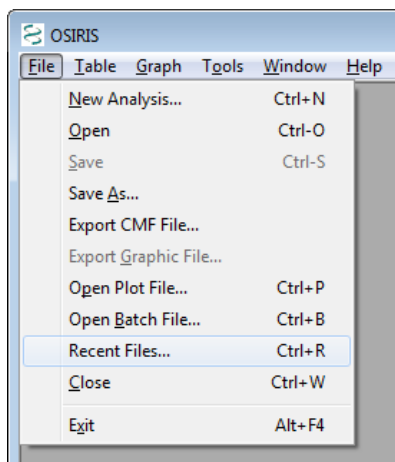 OSIRIS
File Table Graph Tools Window Help
New Analysis... Ctrl+N
Open Ctrl-O
Save Ctrl-S
Save As...
Export CMF File...
Export Graphic File...
Open Plot File... Ctrl+P
Open Batch File... Ctrl+B
Recent Files... Ctrl+R
Close Ctrl+W
Exit Alt+F4